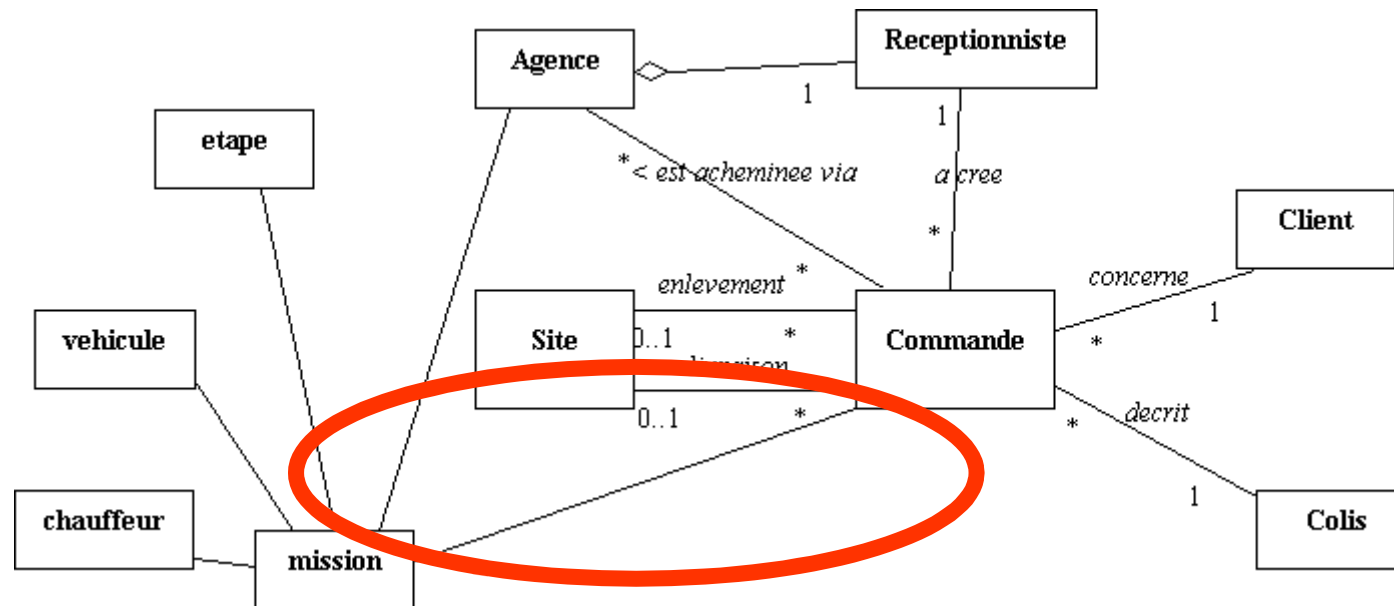 Receptionniste
Agence
1
1
etape
* < est acheminee via
a cree
Client
*
concerne
enlevement *
1
vehicule
Site
0..1
*
Commande
*
0..1
*
decrit
*
1
chauffeur
Colis
mission